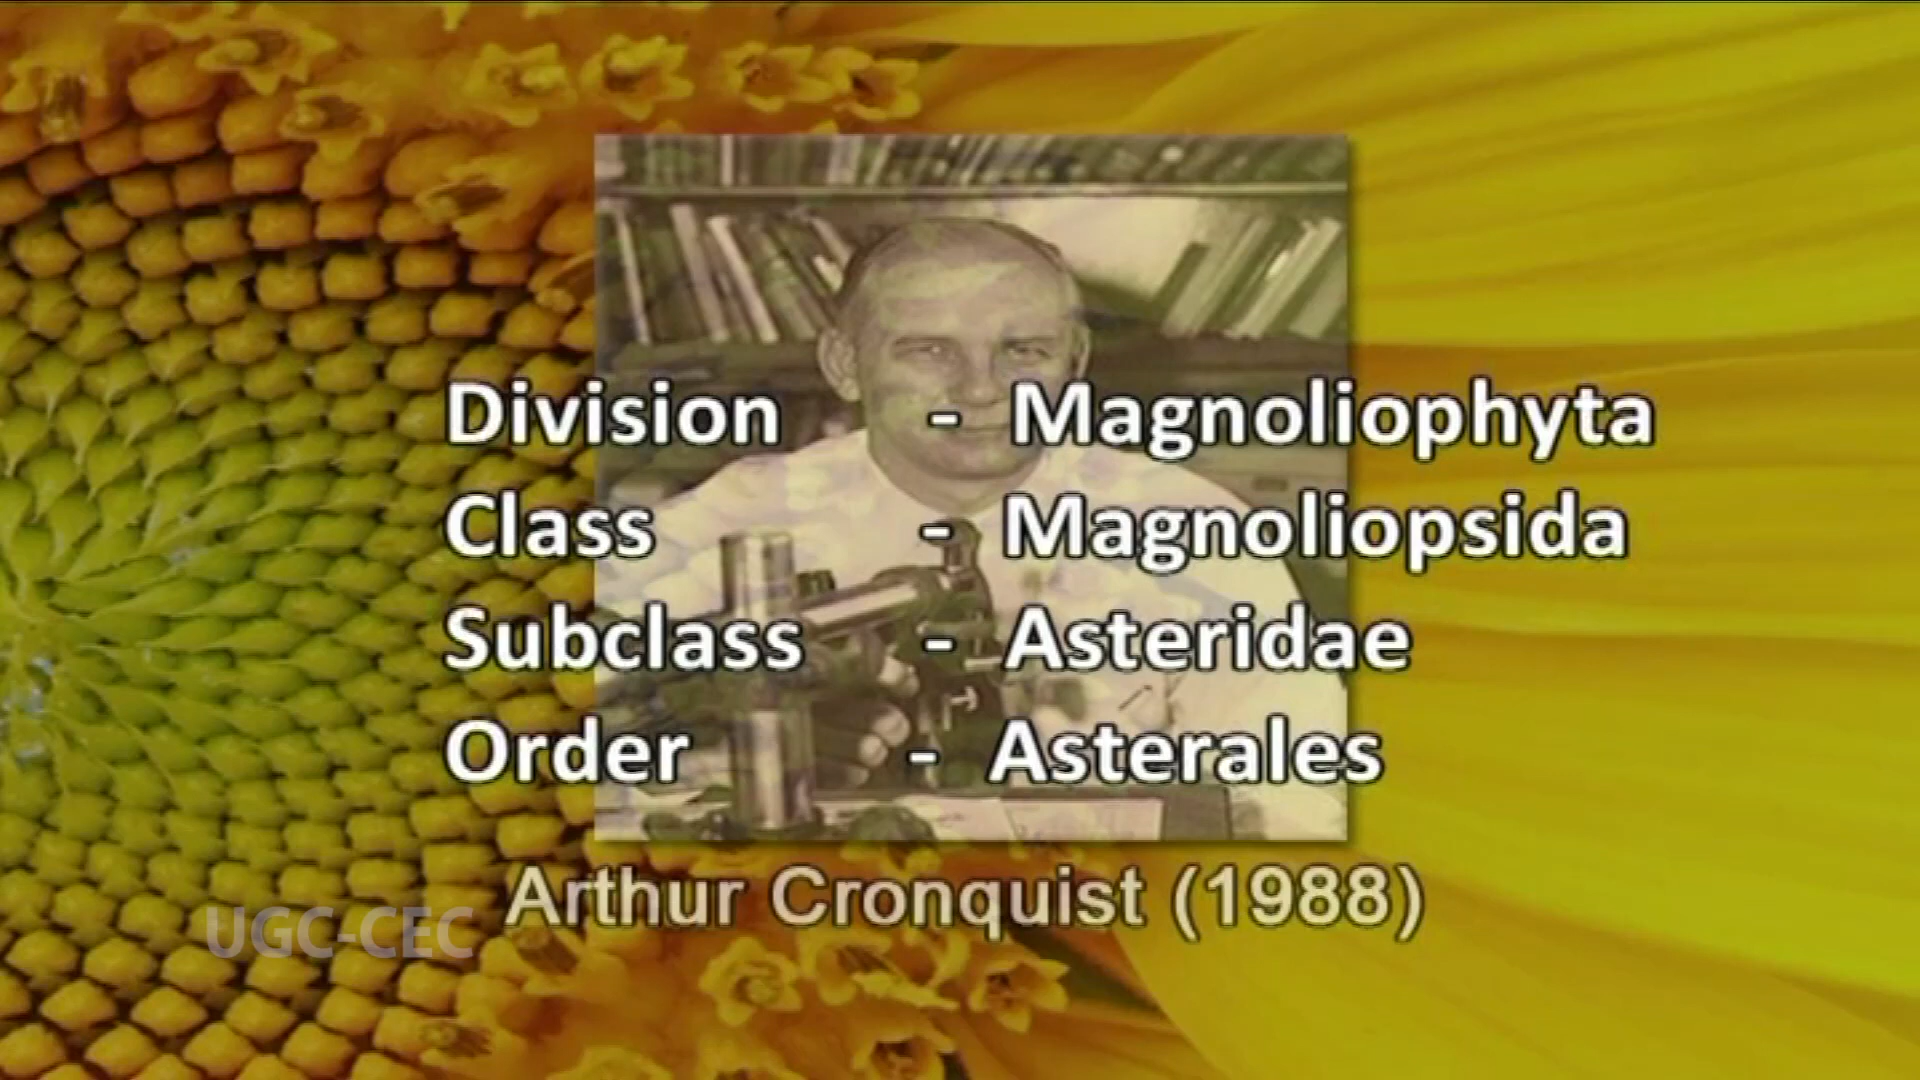 Division - Magnoliophyta
Class - Magnoliopsida
Subclass - Asteridae
Order - Asterales
Arthur Cronquist (1988)
UGC-CEC